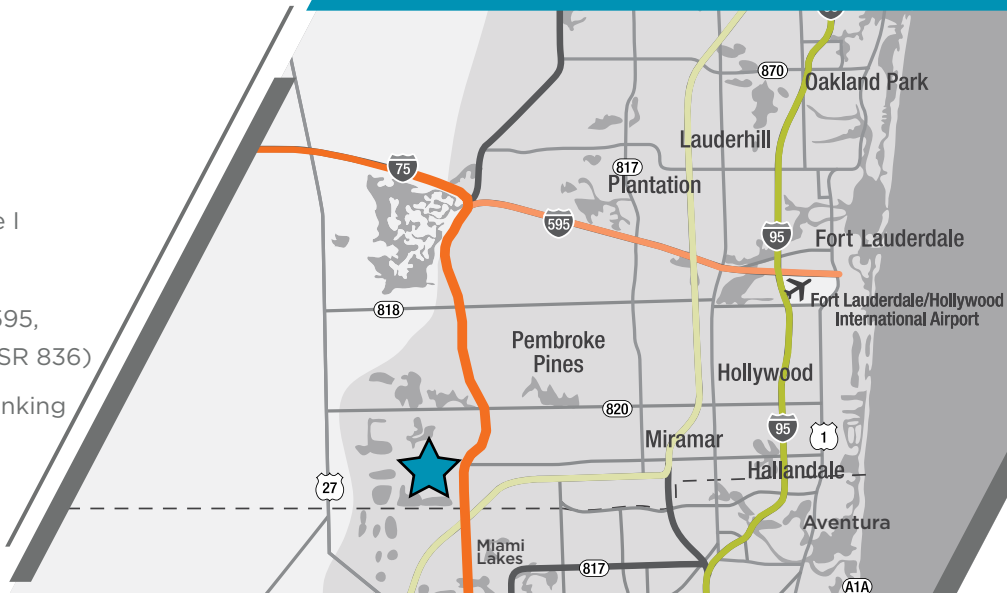 870
Oakland Park
Lauderhill
75
817
Plantation
e I
595
95
Fort Lauderdale
Fort Lauderdale/Hollywood
International Airport
818
595,
Pembroke
Pines
SR 836)
Hollywood
nking
820
95
1
Miramar
Hallandale
27
Aventura
Miami
Lakes
817
A1A